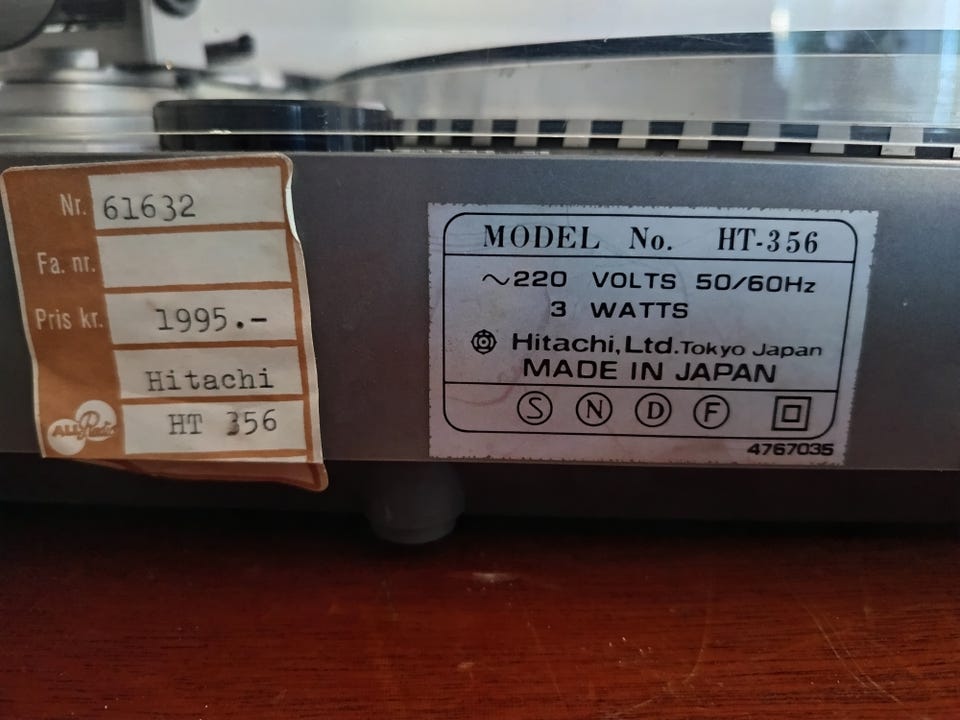 Nr. 61632
Fa. nr.
Pris kr. 1995.-
Hitachi
HT 356
Radio
MODEL No. HT-356
~220 VOLTS 50/60Hz
3 WATTS
Hitachi, Ltd. Tokyo Japan
MADE IN JAPAN
S N D F
4767035